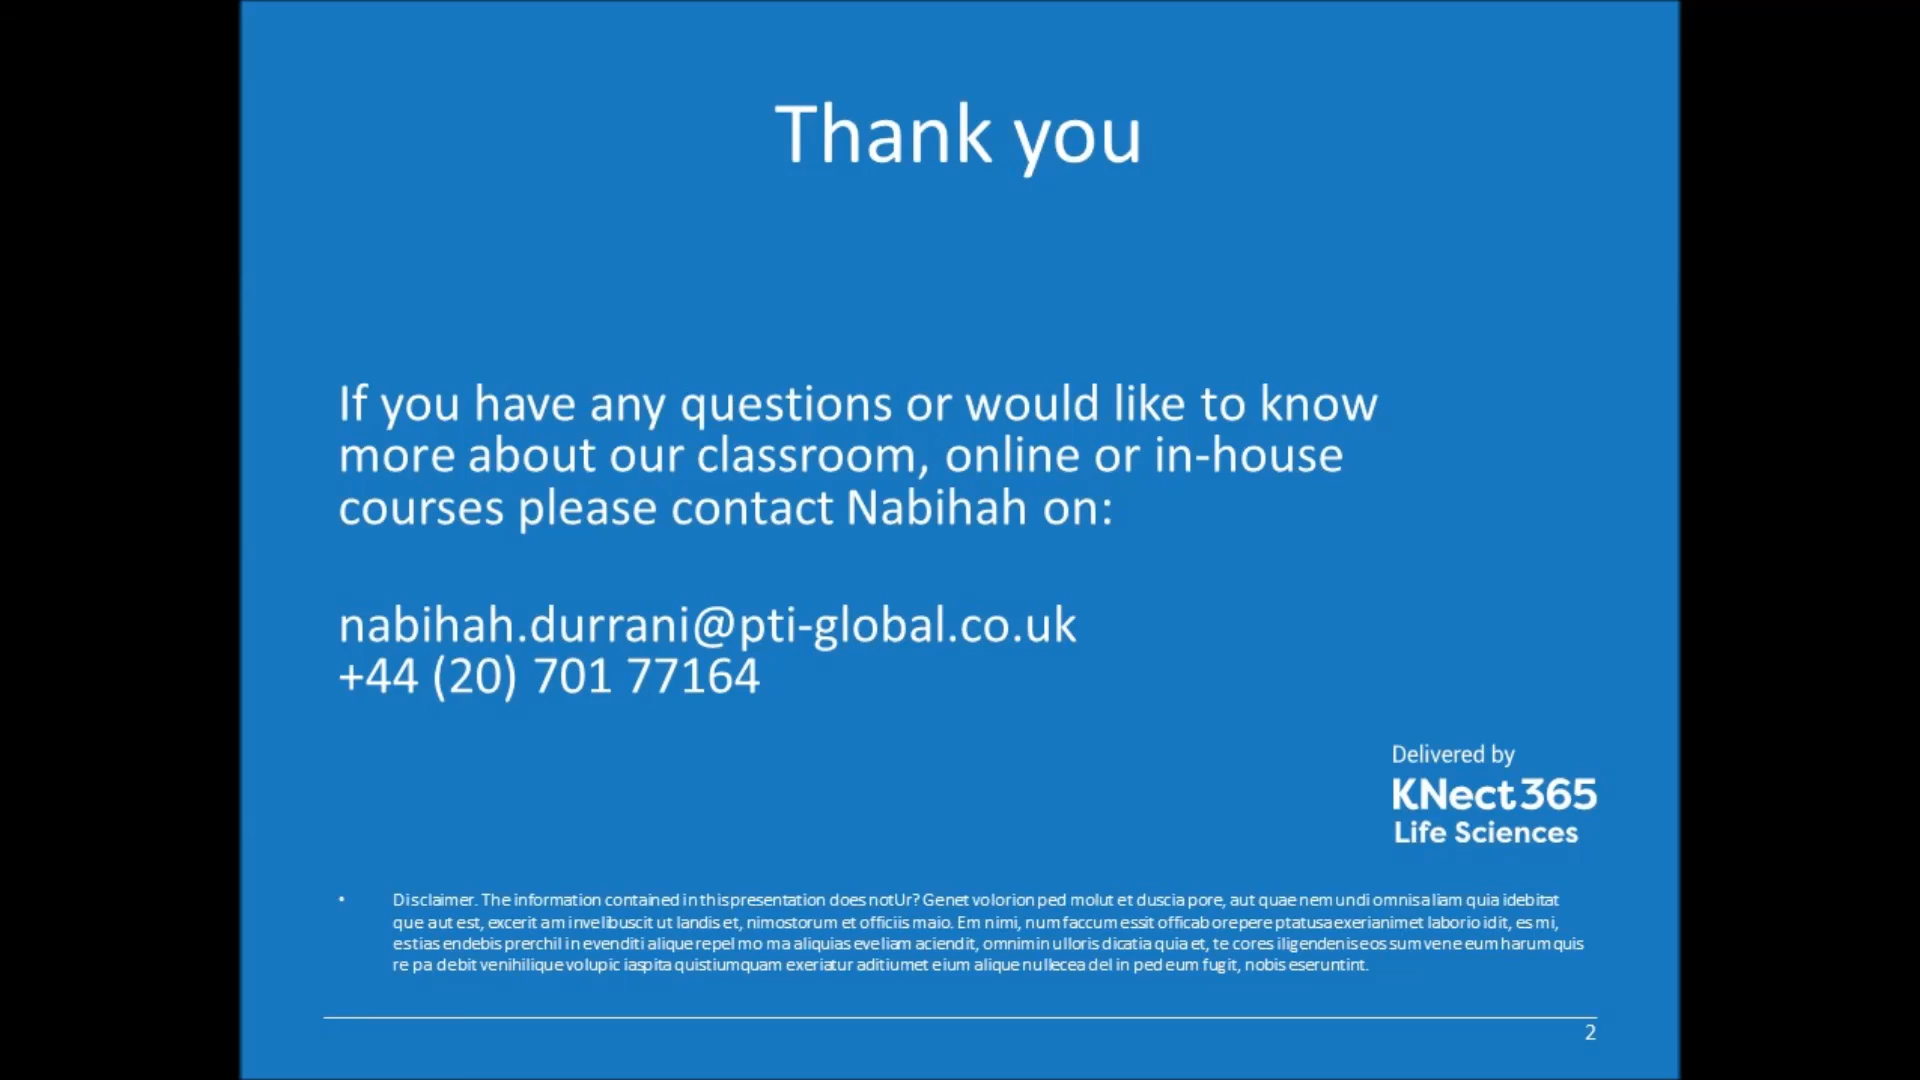 Thank you
If you have any questions or would like to know
more about our classroom, online or in-house
courses please contact Nabihah on:
nabihah.durrani@pti-global.co.uk
+44 (20) 701 77164
Delivered by
KNect365
Life Sciences
• Disclaimer. The information contained in this presentation does notUr? Genet volorion ped molut et duscia pore, aut quae nem undi omnis aliam quia idebitat
que aut est, excerit am invelibuscit ut landis et, nimostorum et officiis maio. Em nimi, num faccum essit officab orepere ptatusa exerianimet laborio idit, es mi,
estias endebis prerchil in evenditi alique repel mo ma aliquias eveliam aciendit, omnimin ulloris dicatia quia et, te cores iligendenis eos sum vene eum harum quis
re pa debit venihilique volupic iaspita quistiumquam exeriatur aditiumet eium alique nullecea del in ped eum fugit, nobis eseruntint.
2